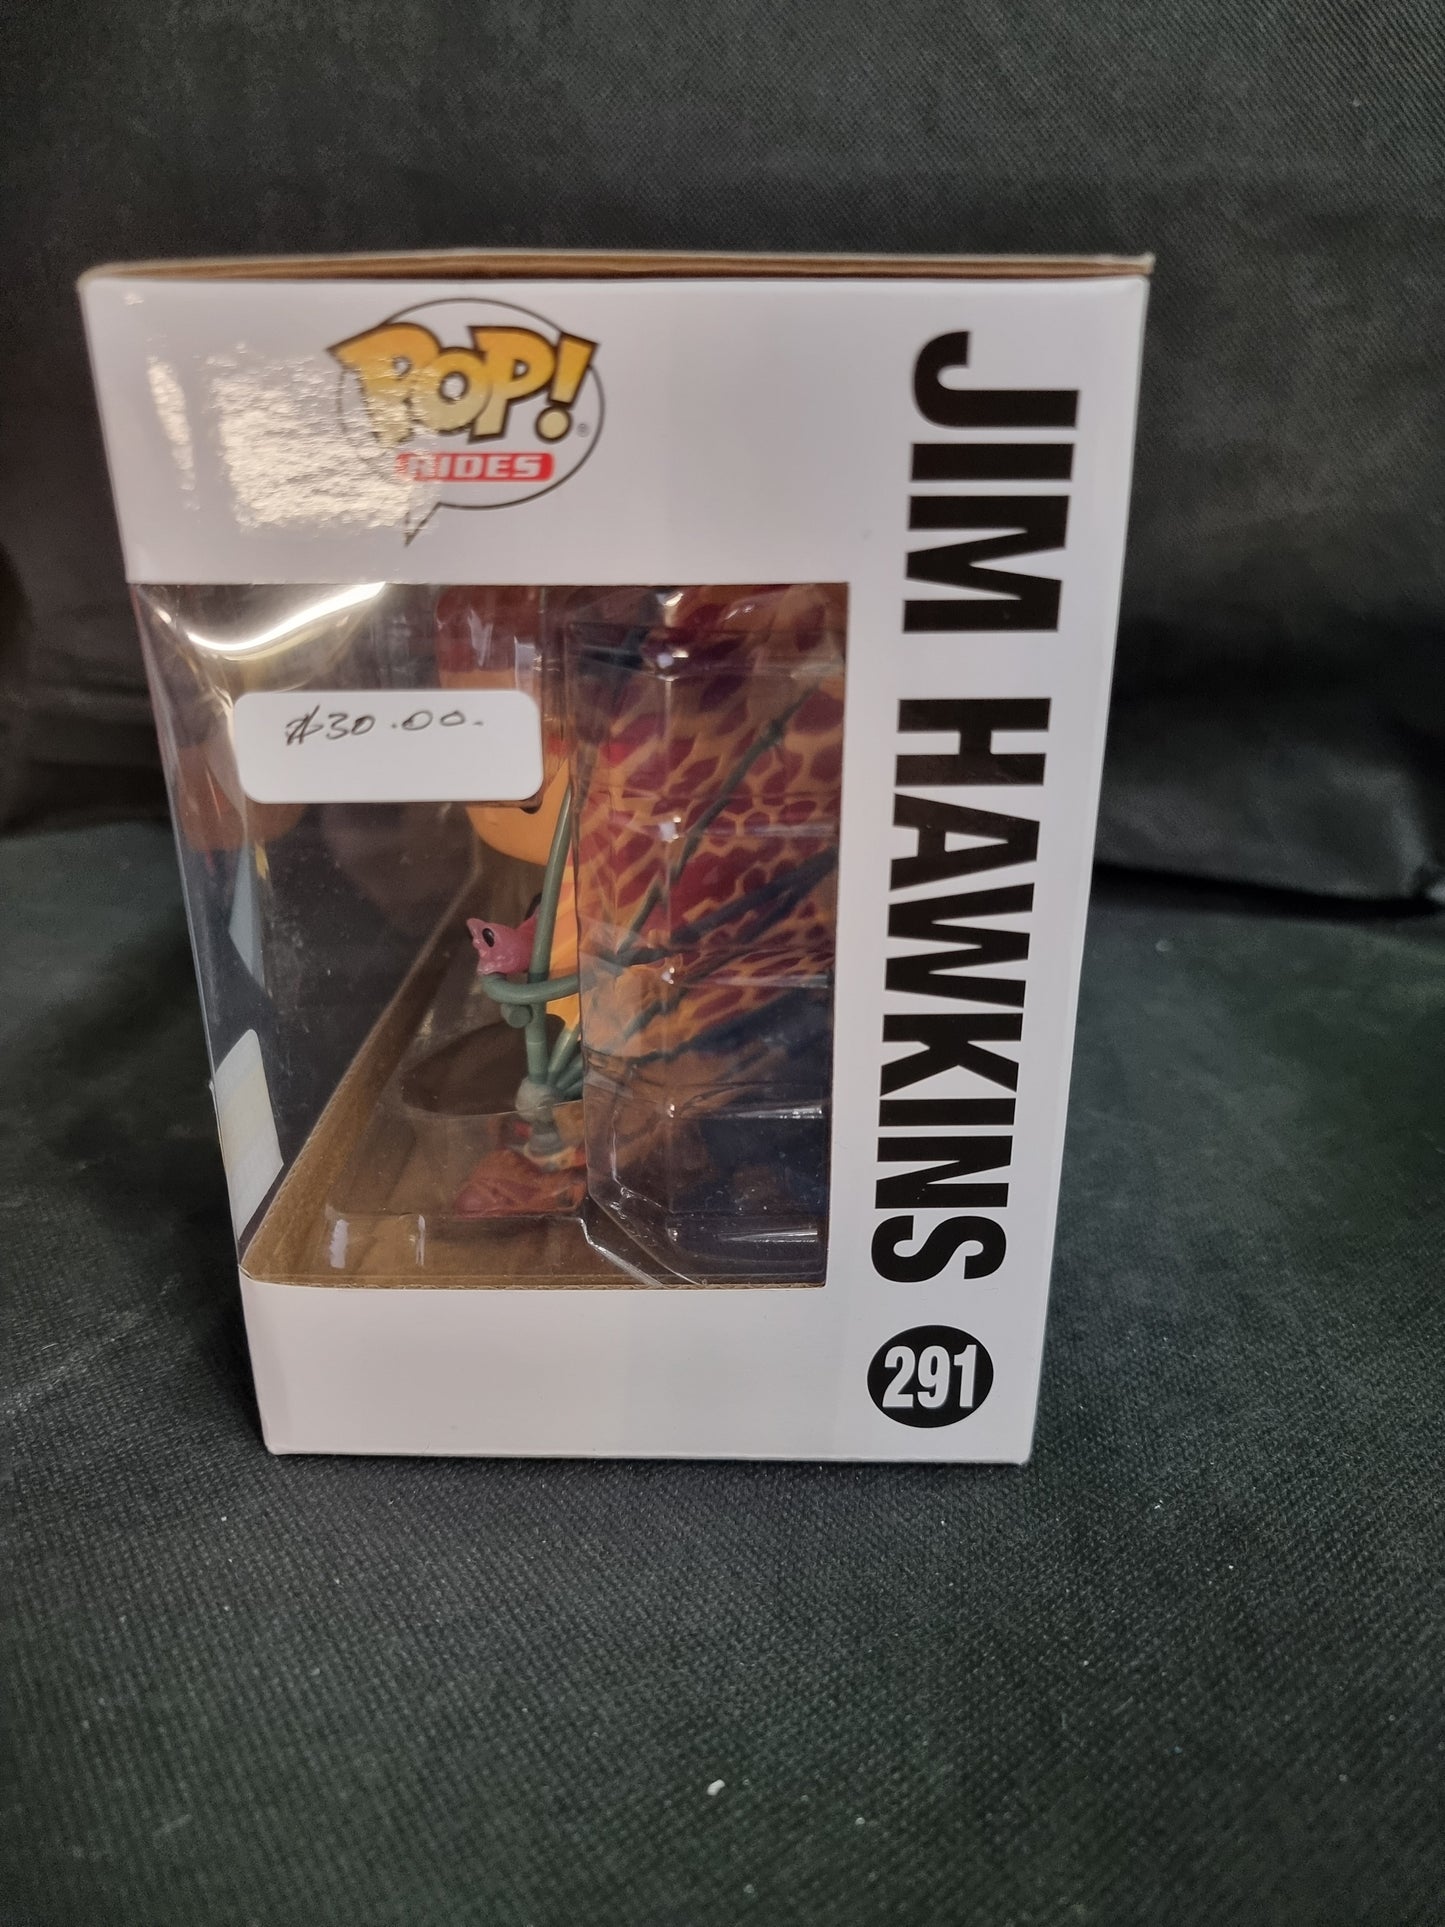 POP!®
RIDES
$30.00.
JIM HAWKINS
291